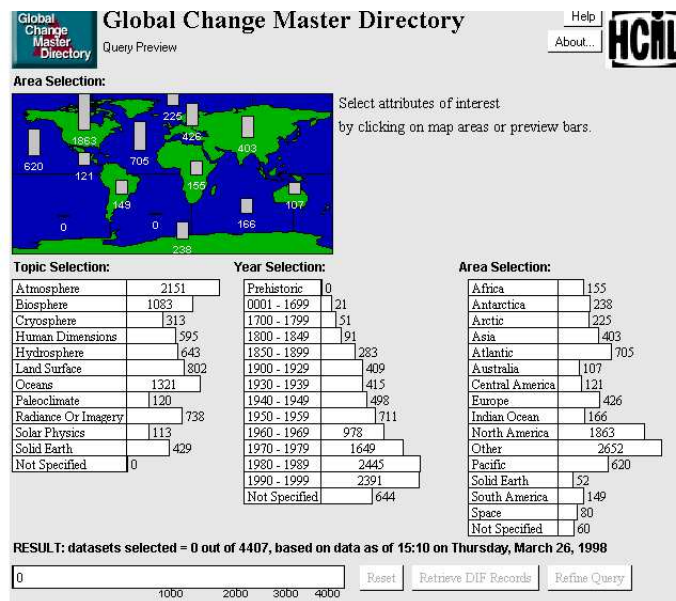 Global
Change
Master
Directory
Global Change Master Directory
Query Preview
Help
About...
HCIL
Area Selection:
Select attributes of interest
by clicking on map areas or preview bars.
225
1863
426
403
620
705
121
155
149
107
0
0
166
238
Topic Selection:
Atmosphere 2151
Biosphere 1083
Cryosphere 313
Human Dimensions 595
Hydrosphere 643
Land Surface 802
Oceans 1321
Paleoclimate 120
Radiance Or Imagery 738
Solar Physics 113
Solid Earth 429
Not Specified 0
Year Selection:
Prehistoric 0
0001 - 1699 21
1700 - 1799 51
1800 - 1849 91
1850 - 1899 283
1900 - 1929 409
1930 - 1939 415
1940 - 1949 498
1950 - 1959 711
1960 - 1969 978
1970 - 1979 1649
1980 - 1989 2445
1990 - 1999 2391
Not Specified 644
Area Selection:
Africa 155
Antarctica 238
Arctic 225
Asia 403
Atlantic 705
Australia 107
Central America 121
Europe 426
Indian Ocean 166
North America 1863
Other 2652
Pacific 620
Solid Earth 52
South America 149
Space 80
Not Specified 60
RESULT: datasets selected = 0 out of 4407, based on data as of 15:10 on Thursday, March 26, 1998
0
Reset
Retrieve DIF Records
Refine Query
1000 2000 3000 4000